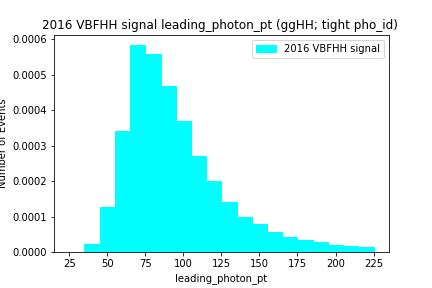 2016 VBFHH signal leading_photon_pt (ggHH; tight pho_id)
2016 VBFHH signal
0.0006
0.0005
0.0004
0.0003
0.0002
0.0001
0.0000
Number of Events
25 50 75 100 125 150 175 200 225
leading_photon_pt